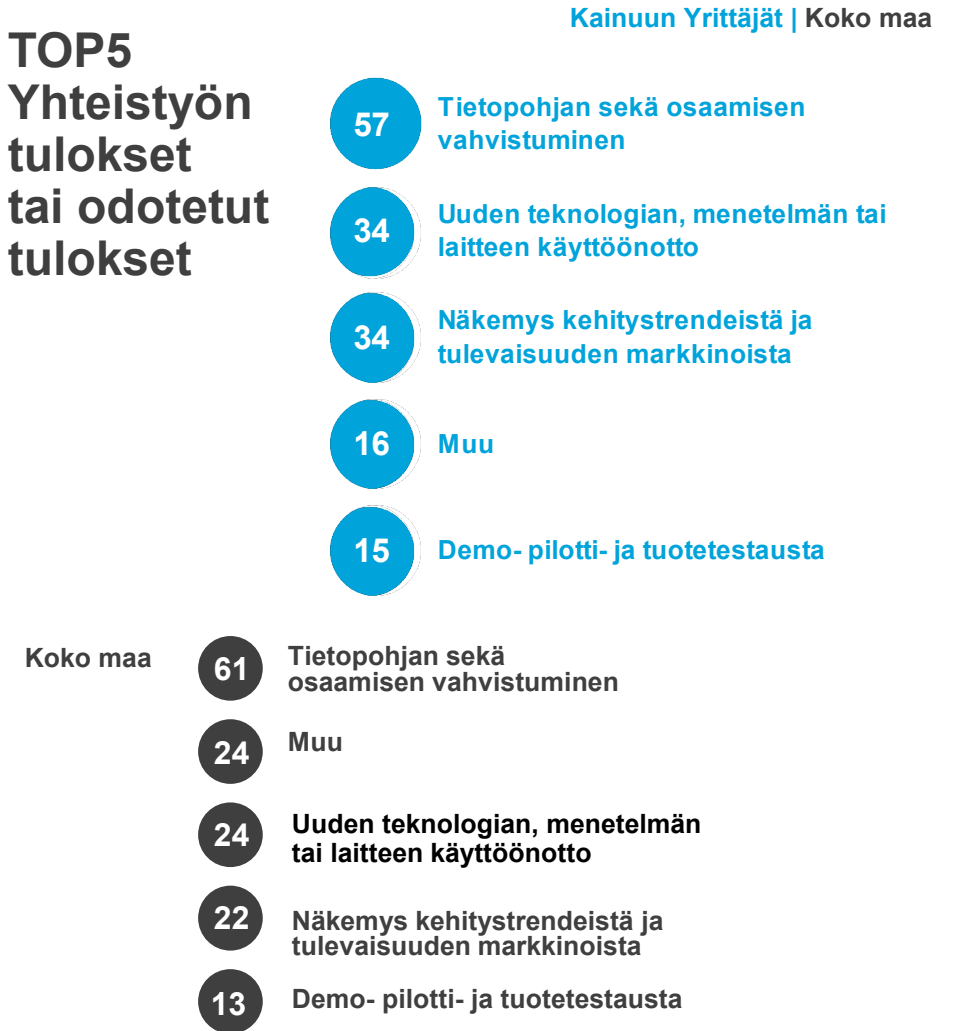 Kainuun Yrittäjät | Koko maa
TOP5
Yhteistyön
tulokset
tai odotetut
tulokset
57
Tietopohjan sekä osaamisen
vahvistuminen
34
Uuden teknologian, menetelmän tai
laitteen käyttöönotto
34
Näkemys kehitystrendeistä ja
tulevaisuuden markkinoista
16
Muu
15
Demo- pilotti- ja tuotetestausta
Koko maa
61
Tietopohjan sekä
osaamisen vahvistuminen
24
Muu
24
Uuden teknologian, menetelmän
tai laitteen käyttöönotto
22
Näkemys kehitystrendeistä ja
tulevaisuuden markkinoista
13
Demo- pilotti- ja tuotetestausta